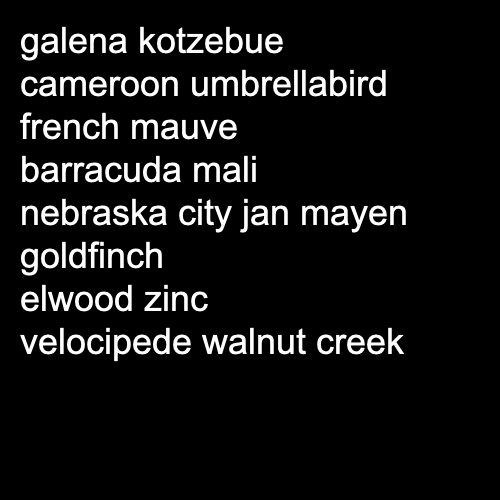 galena kotzebue
cameroon umbrellabird
french mauve
barracuda mali
nebraska city jan mayen
goldfinch
elwood zinc
velocipede walnut creek